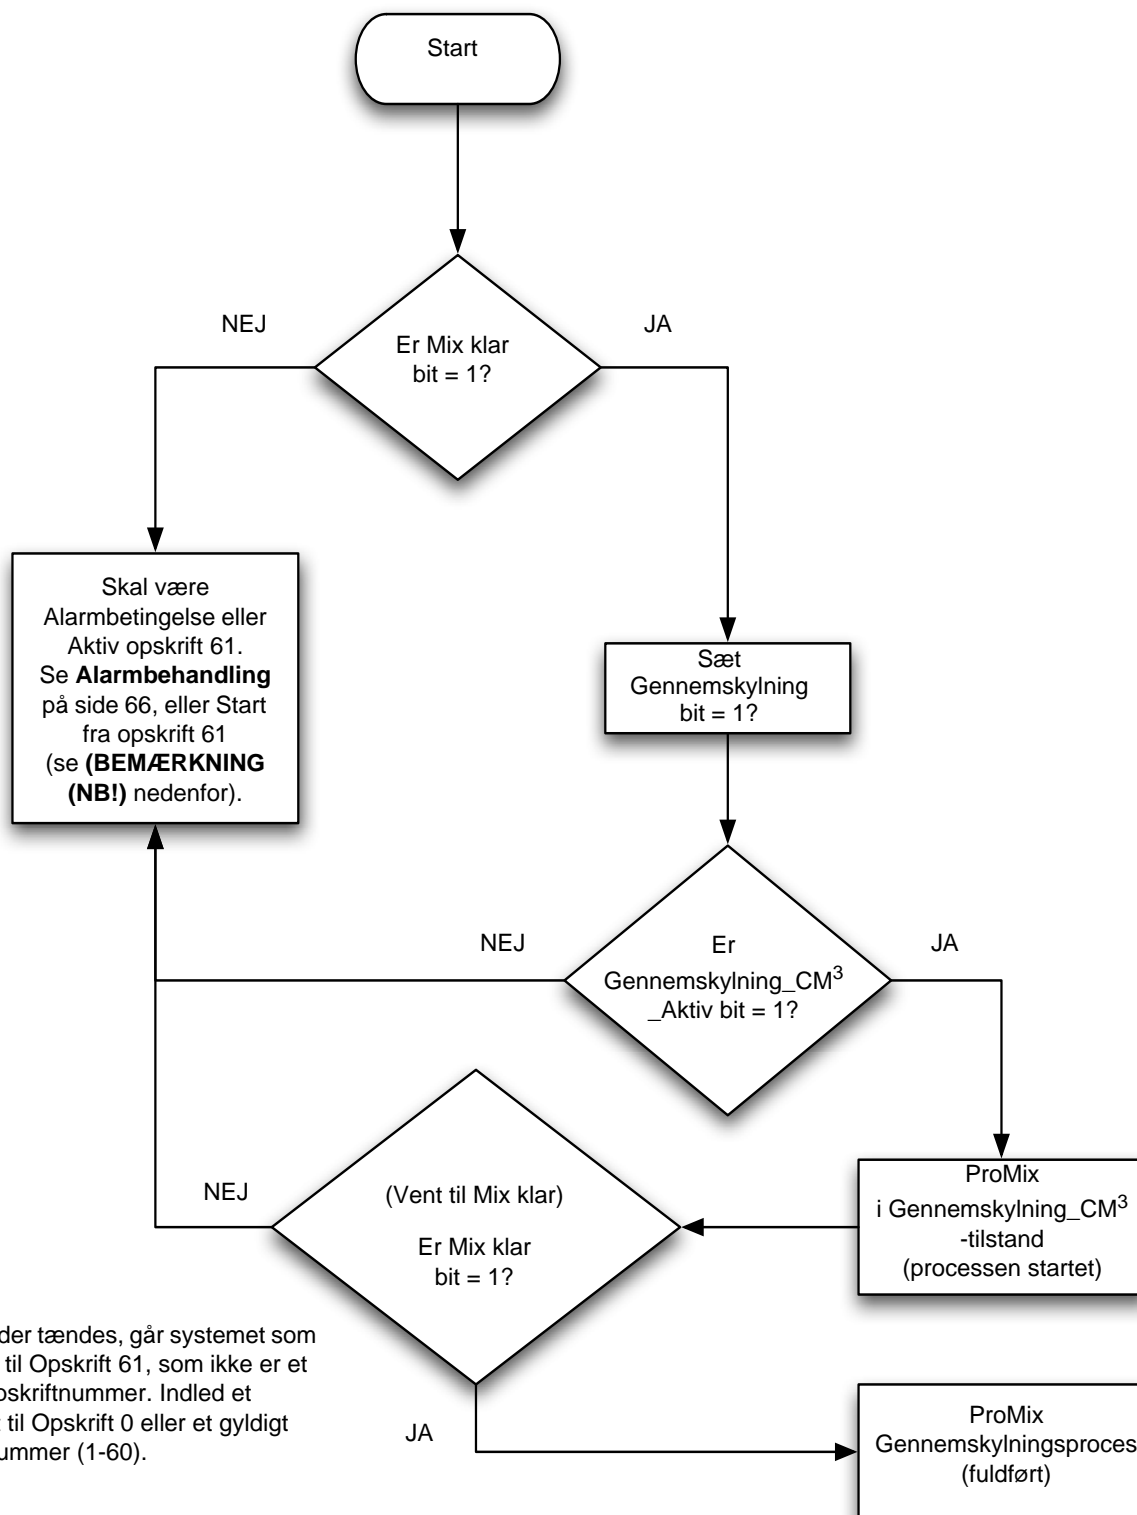 Start
NEJ
JA
Er Mix klar
bit = 1?
Skal være
Alarmbetingelse eller
Aktiv opskrift 61.
Se Alarmbehandling
på side 66, eller Start
fra opskrift 61
(se (BEMÆRKNING
(NB!) nedenfor).
Sæt
Gennemskylning
bit = 1?
NEJ
JA
Er
Gennemskylning_CM³
_Aktiv bit = 1?
NEJ
(Vent til Mix klar)
Er Mix klar
bit = 1?
ProMix
i Gennemskylning_CM³
-tilstand
(processen startet)
der tændes, går systemet som
til Opskrift 61, som ikke er et
oskriftnummer. Indled et
til Opskrift 0 eller et gyldigt
ummer (1-60).
JA
ProMix
Gennemskylningsproces
(fuldført)